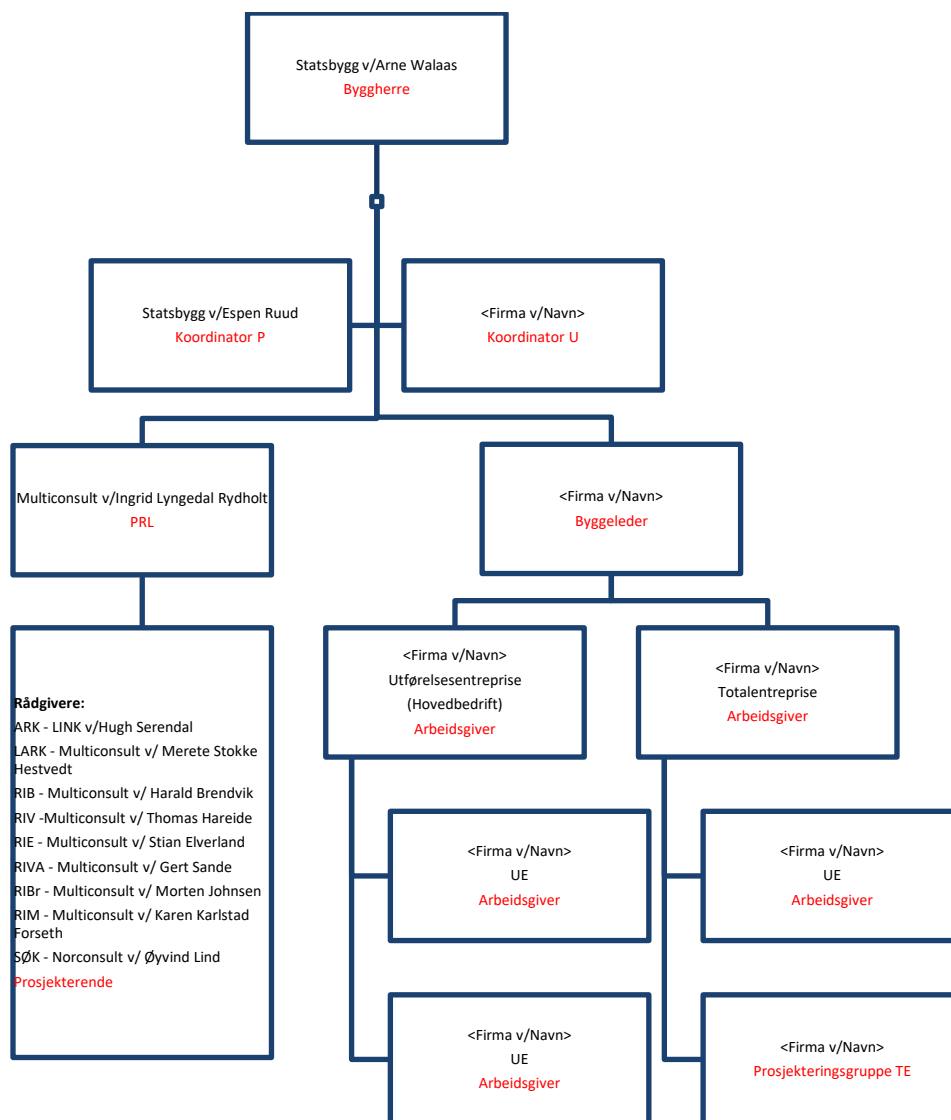 Statsbygg v/Arne Walaas
Byggherre
Statsbygg v/Espen Ruud
Koordinator P
<Firma v/Navn>
Koordinator U
Multiconsult v/Ingrid Lyngedal Rydholt
PRL
<Firma v/Navn>
Byggeleder
Rådgivere:
ARK - LINK v/Hugh Serendal
LARK - Multiconsult v/ Merete Stokke
Hestvedt
RIB - Multiconsult v/ Harald Brendvik
RIV -Multiconsult v/ Thomas Hareide
RIE - Multiconsult v/ Stian Elverland
RIVA - Multiconsult v/ Gert Sande
RIBr - Multiconsult v/ Morten Johnsen
RIM - Multiconsult v/ Karen Karlstad
Forseth
SØK - Norconsult v/ Øyvind Lind
Prosjekterende
<Firma v/Navn>
Utførelsesentreprise
(Hovedbedrift)
Arbeidsgiver
<Firma v/Navn>
Totalentreprise
Arbeidsgiver
<Firma v/Navn>
UE
Arbeidsgiver
<Firma v/Navn>
UE
Arbeidsgiver
<Firma v/Navn>
UE
Arbeidsgiver
<Firma v/Navn>
Prosjekteringsgruppe TE